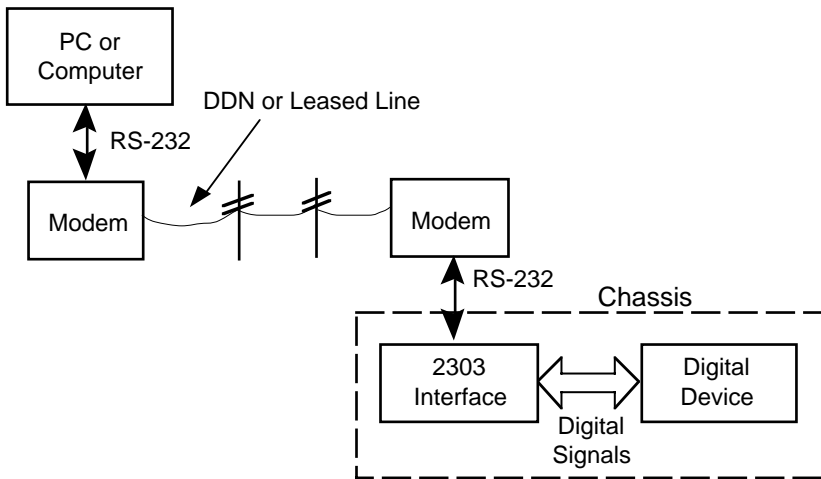 PC or
Computer
DDN or Leased Line
RS-232
Modem
Modem
RS-232
Chassis
2303
Interface
Digital
Device
Digital
Signals